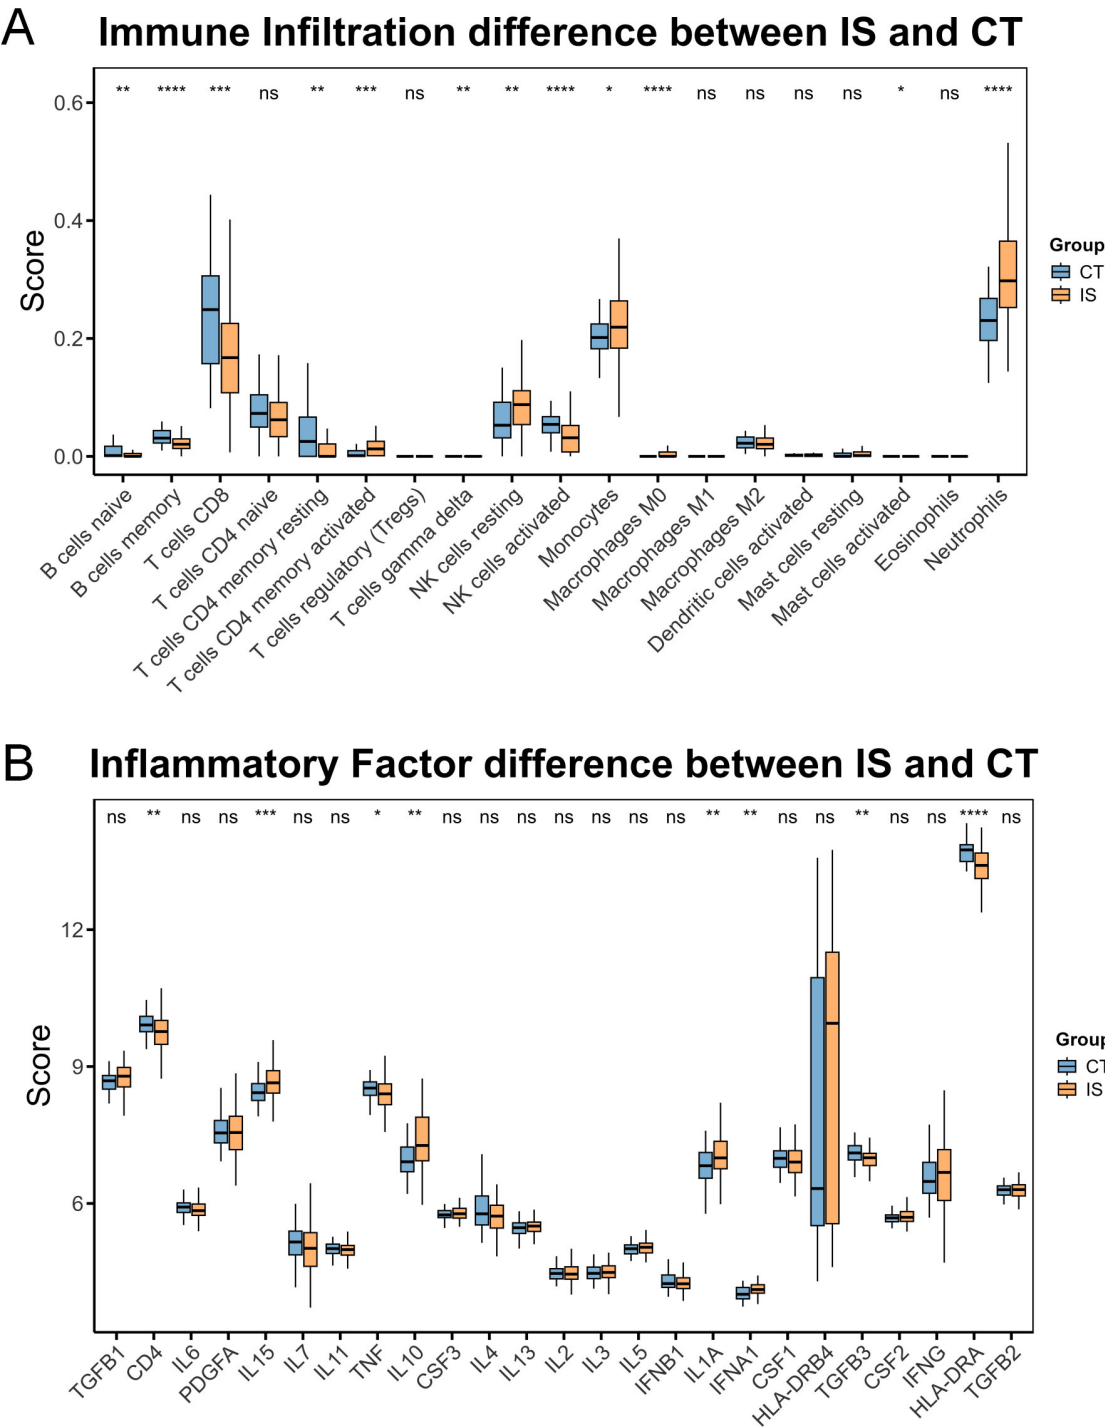 A
Immune Infiltration difference between IS and CT
** **** *** ns ** *** ns ** ** **** * **** ns ns ns ns * ns ****
Score
0.6
0.4
0.2
0.0
Group
CT
IS
B cells naive
B cells memory
T cells CD8
T cells CD4 naive
T cells CD4 memory resting
T cells CD4 memory activated
T cells regulatory (Tregs)
T cells gamma delta
NK cells resting
NK cells activated
Monocytes
Macrophages M0
Macrophages M1
Macrophages M2
Dendritic cells activated
Mast cells resting
Mast cells activated
Eosinophils
Neutrophils
B
Inflammatory Factor difference between IS and CT
ns ** ns ns *** ns ns * ** ns ns ns ns ns ns ns ** ** ns ns ** ns ns **** ns
Score
12
9
6
Group
CT
IS
TGFB1
CD4
IL6
PDGFA
IL15
IL7
IL11
TNF
IL10
CSF3
IL4
IL13
IL2
IL3
IL5
IFNB1
IL1A
IFNA1
CSF1
HLA-DRB4
TGFB3
CSF2
IFNG
HLA-DRA
TGFB2